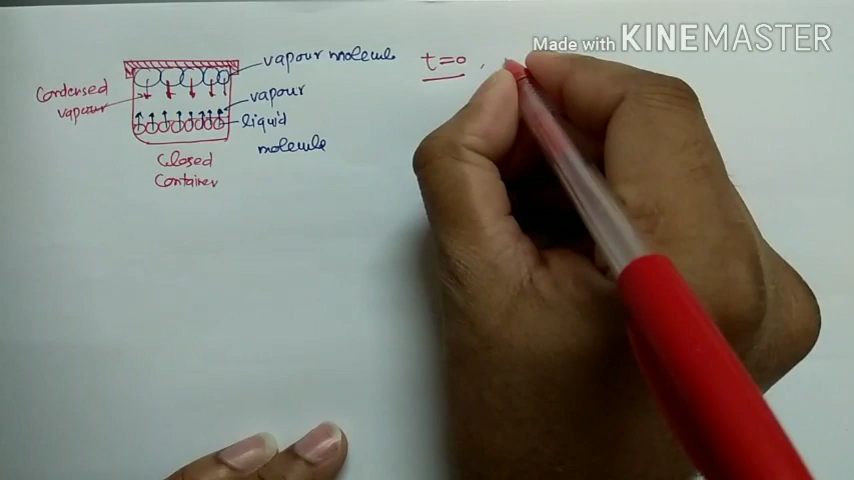 Made with KINEMASTER
vapour molecule
t=0 ,
Condensed
vapour
vapour
liquid
molecule
Closed
Container